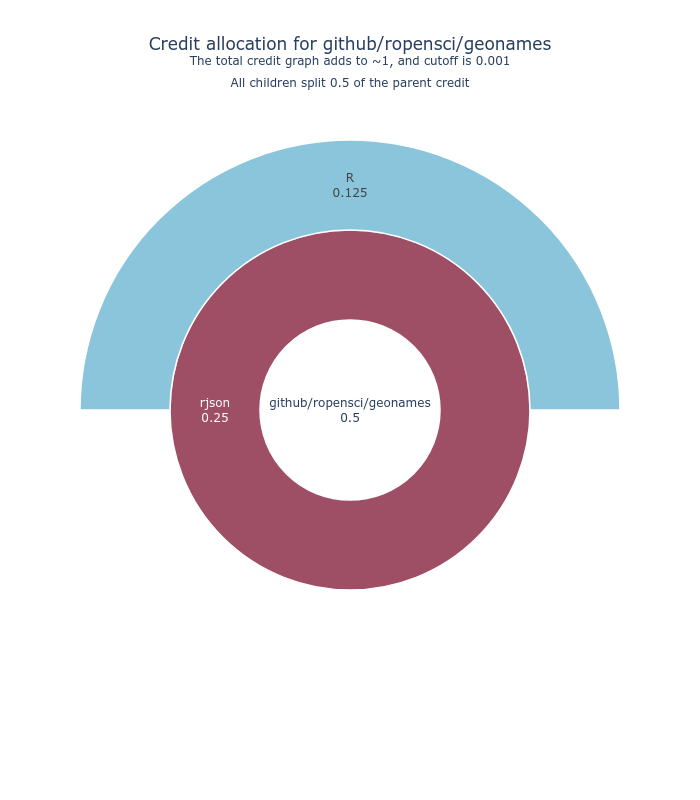 Credit allocation for github/ropensci/geonames
The total credit graph adds to ~1, and cutoff is 0.001
All children split 0.5 of the parent credit
R
0.125
rjson
0.25
github/ropensci/geonames
0.5